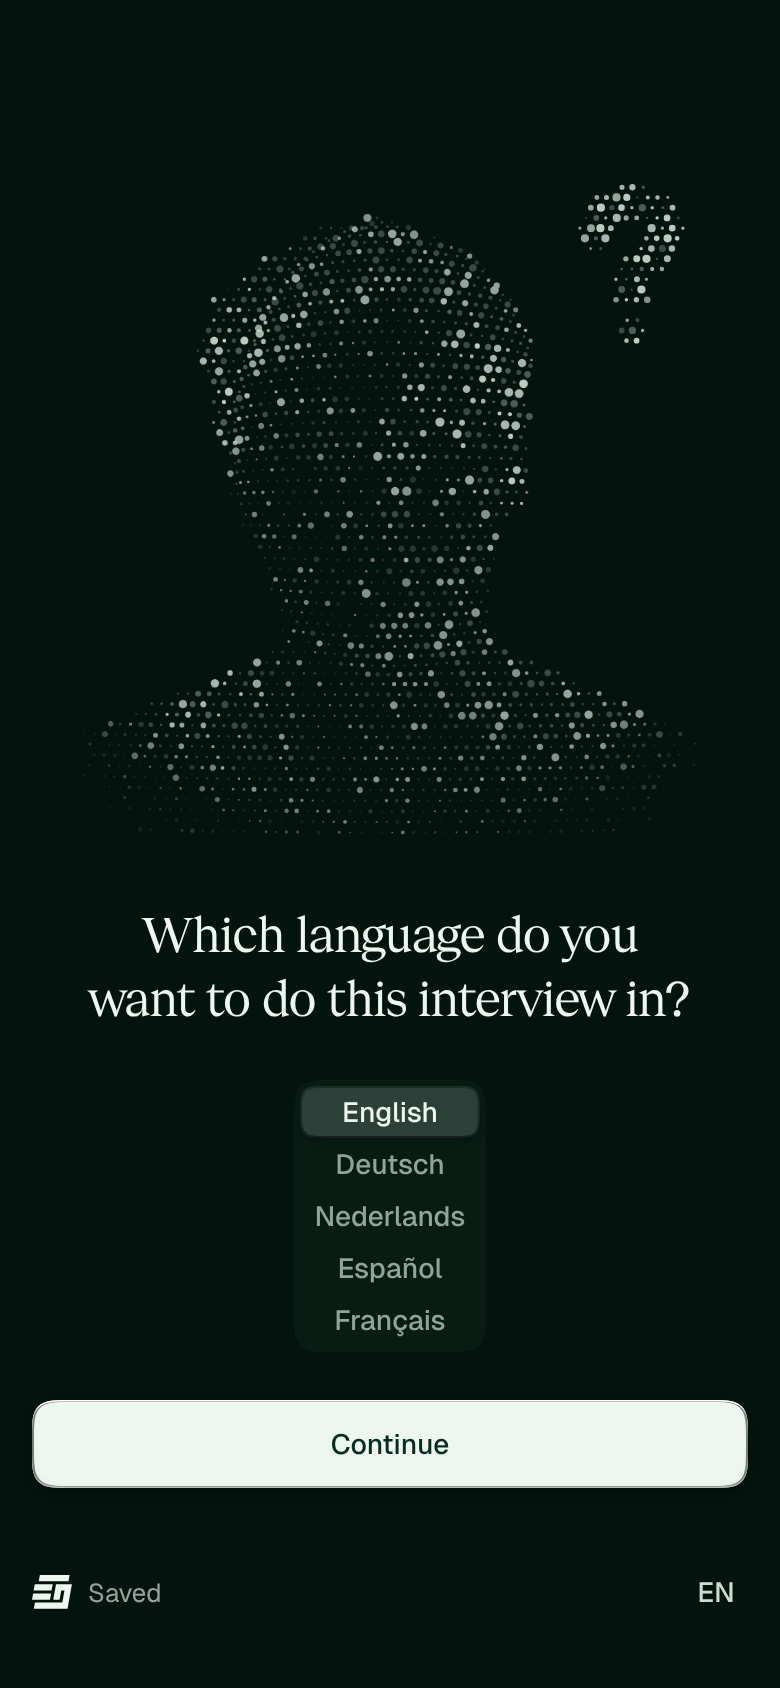 Which language do you
want to do this interview in?
English
Deutsch
Nederlands
Español
Français
Continue
Saved
EN